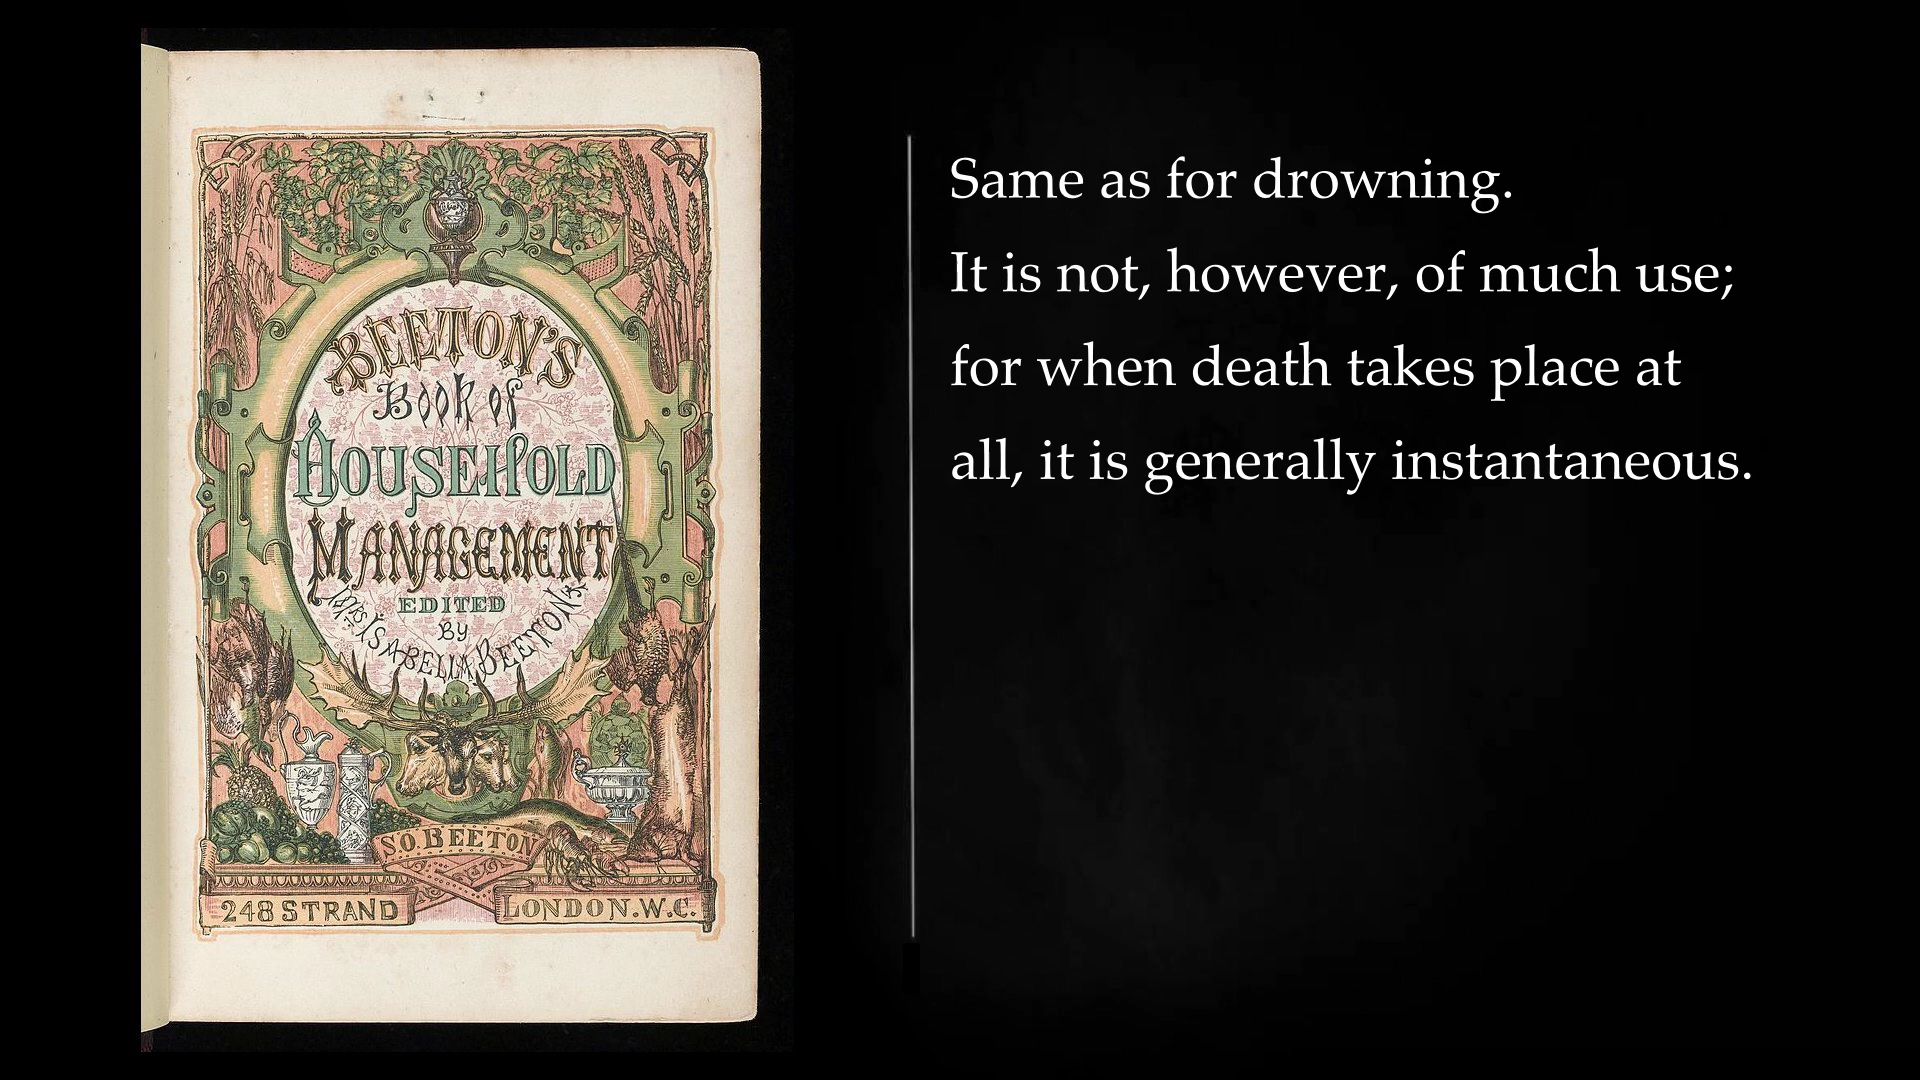 BEETON'S
Book of
HOUSEHOLD
MANAGEMENT
EDITED
By
MRS ISABELLA BEETON
S.O. BEETON
248 STRAND
LONDON. W. C.
Same as for drowning.
It is not, however, of much use;
for when death takes place at
all, it is generally instantaneous.